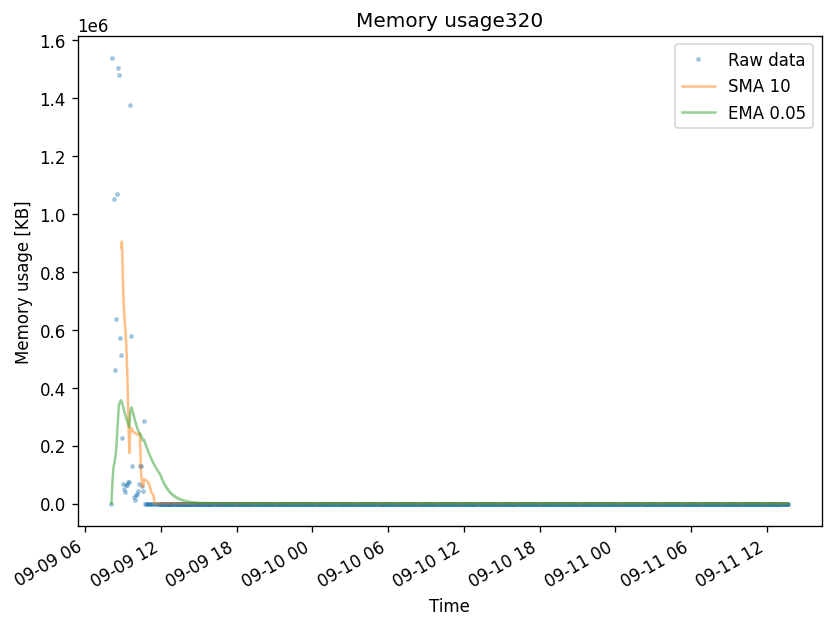 Memory usage320
1e6
Raw data
SMA 10
EMA 0.05
1.6
1.4
1.2
1.0
0.8
0.6
0.4
0.2
0.0
Memory usage [KB]
09-09 06
09-09 12
09-09 18
09-10 00
09-10 06
09-10 12
09-10 18
09-11 00
09-11 06
09-11 12
Time